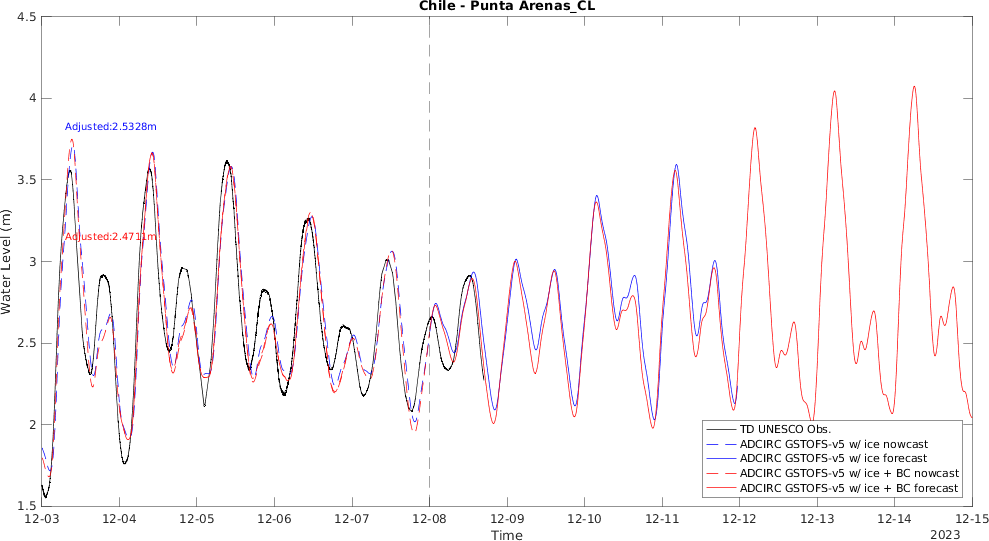 Chile - Punta Arenas_CL
4.5
4
3.5
3
2.5
2
1.5
Water Level (m)
Adjusted:2.5328m
Adjusted:2.4711m
TD UNESCO Obs.
ADCIRC GSTOFS-v5 w/ ice nowcast
ADCIRC GSTOFS-v5 w/ ice forecast
ADCIRC GSTOFS-v5 w/ ice + BC nowcast
ADCIRC GSTOFS-v5 w/ ice + BC forecast
12-03 12-04 12-05 12-06 12-07 12-08 12-09 12-10 12-11 12-12 12-13 12-14 12-15
Time
2023